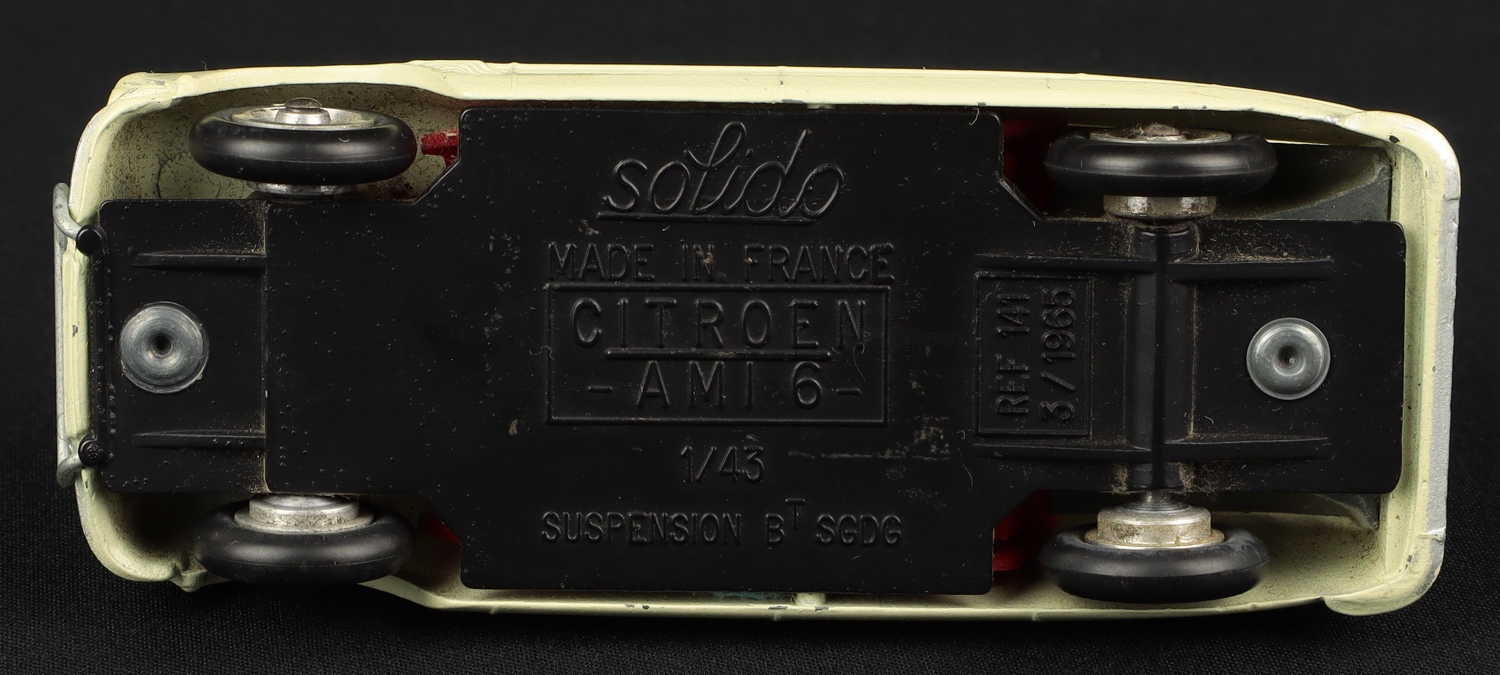 solido
MADE IN FRANCE
CITROEN
- AMI 6 -
1/43
SUSPENSION BT SGDG
REF 141
3/1965